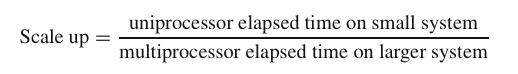 Scale up = uniprocessor elapsed time on small system
multiprocessor elapsed time on larger system